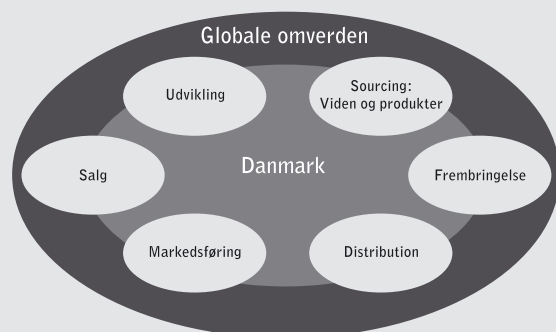 Globale omverden
Udvikling
Sourcing:
Viden og produkter
Salg
Danmark
Frembringelse
Markedsføring
Distribution